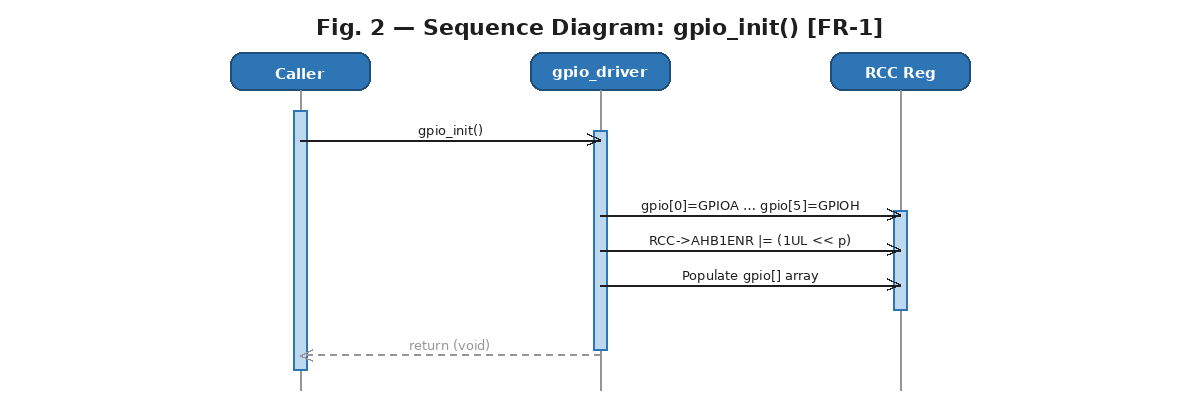 Fig. 2 — Sequence Diagram: gpio_init() [FR-1]
Caller
gpio_driver
RCC Reg
gpio_init()
gpio[0]=GPIOA ... gpio[5]=GPIOH
RCC->AHB1ENR |= (1UL << p)
Populate gpio[] array
return (void)